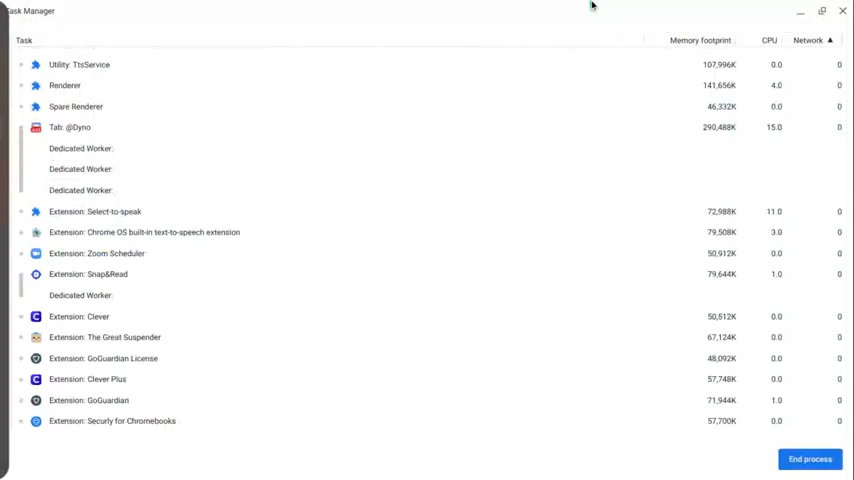 Task Manager
Task Memory footprint CPU Network ▲
Utility: TtsService 107,996K 0.0 0
Renderer 141,656K 4.0 0
Spare Renderer 46,332K 0.0 0
Tab: @Dyno 290,488K 15.0 0
Dedicated Worker:
Dedicated Worker:
Dedicated Worker:
Extension: Select-to-speak 72,988K 11.0 0
Extension: Chrome OS built-in text-to-speech extension 79,508K 3.0 0
Extension: Zoom Scheduler 50,912K 0.0 0
Extension: Snap&Read 79,644K 1.0 0
Dedicated Worker:
Extension: Clever 50,512K 0.0 0
Extension: The Great Suspender 67,124K 0.0 0
Extension: GoGuardian License 48,092K 0.0 0
Extension: Clever Plus 57,748K 0.0 0
Extension: GoGuardian 71,944K 1.0 0
Extension: Securly for Chromebooks 57,700K 0.0 0
End process